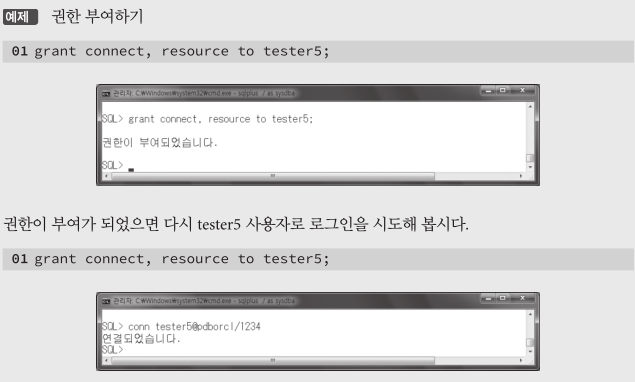 예제 권한 부여하기
01 grant connect, resource to tester5;
관리자: C:₩Windows₩system32₩cmd.exe - sqlplus / as sysdba
SQL> grant connect, resource to tester5;
권한이 부여되었습니다.
SQL>
권한이 부여가 되었으면 다시 tester5 사용자로 로그인을 시도해 봅시다.
01 grant connect, resource to tester5;
관리자: C:₩Windows₩system32₩cmd.exe - sqlplus / as sysdba
SQL> conn tester5@pdborcl/1234
연결되었습니다.
SQL>